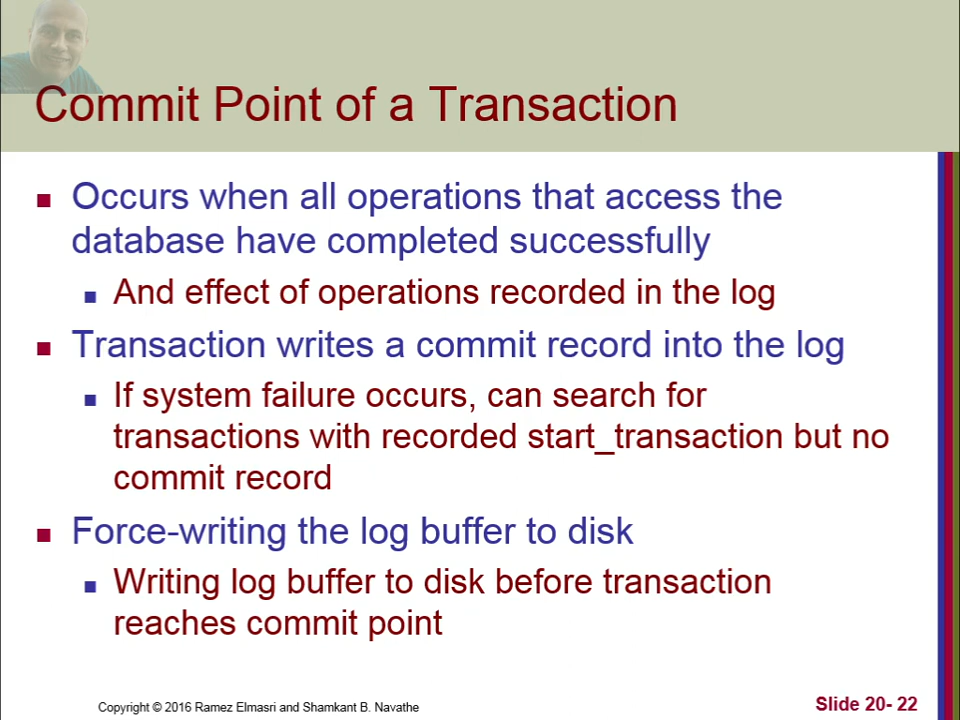 Commit Point of a Transaction
Occurs when all operations that access the
database have completed successfully
And effect of operations recorded in the log
Transaction writes a commit record into the log
If system failure occurs, can search for
transactions with recorded start_transaction but no
commit record
Force-writing the log buffer to disk
Writing log buffer to disk before transaction
reaches commit point
Copyright © 2016 Ramez Elmasri and Shamkant B. Navathe
Slide 20- 22